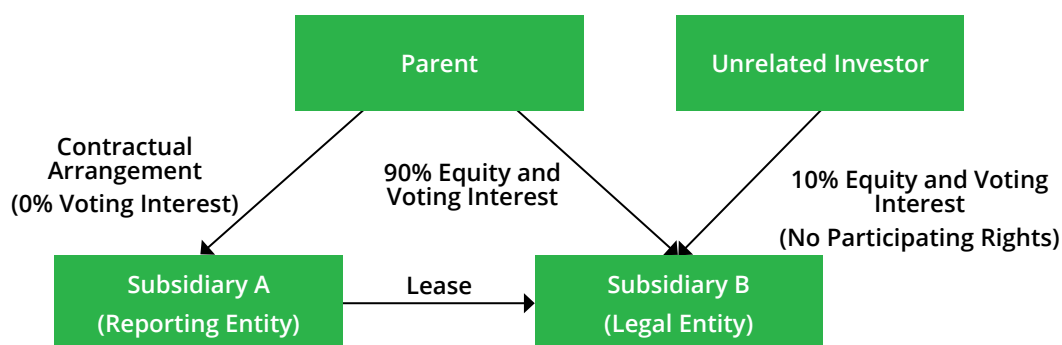 Parent
Unrelated Investor
Contractual
Arrangement
(0% Voting Interest)
90% Equity and
Voting Interest
10% Equity and Voting
Interest
(No Participating Rights)
Subsidiary A
(Reporting Entity)
Lease
Subsidiary B
(Legal Entity)